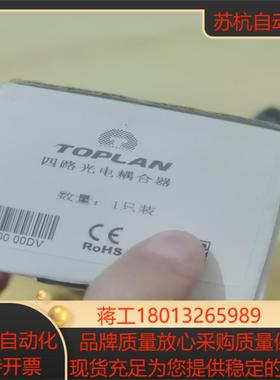 苏杭自动
TOPLAN
四路光电耦合器
数量：1只装
00 00DV
CE
RoHS
蒋工18013265989
自动化 品牌质量放心采购质量保
开票 现货充足为您提供稳定的